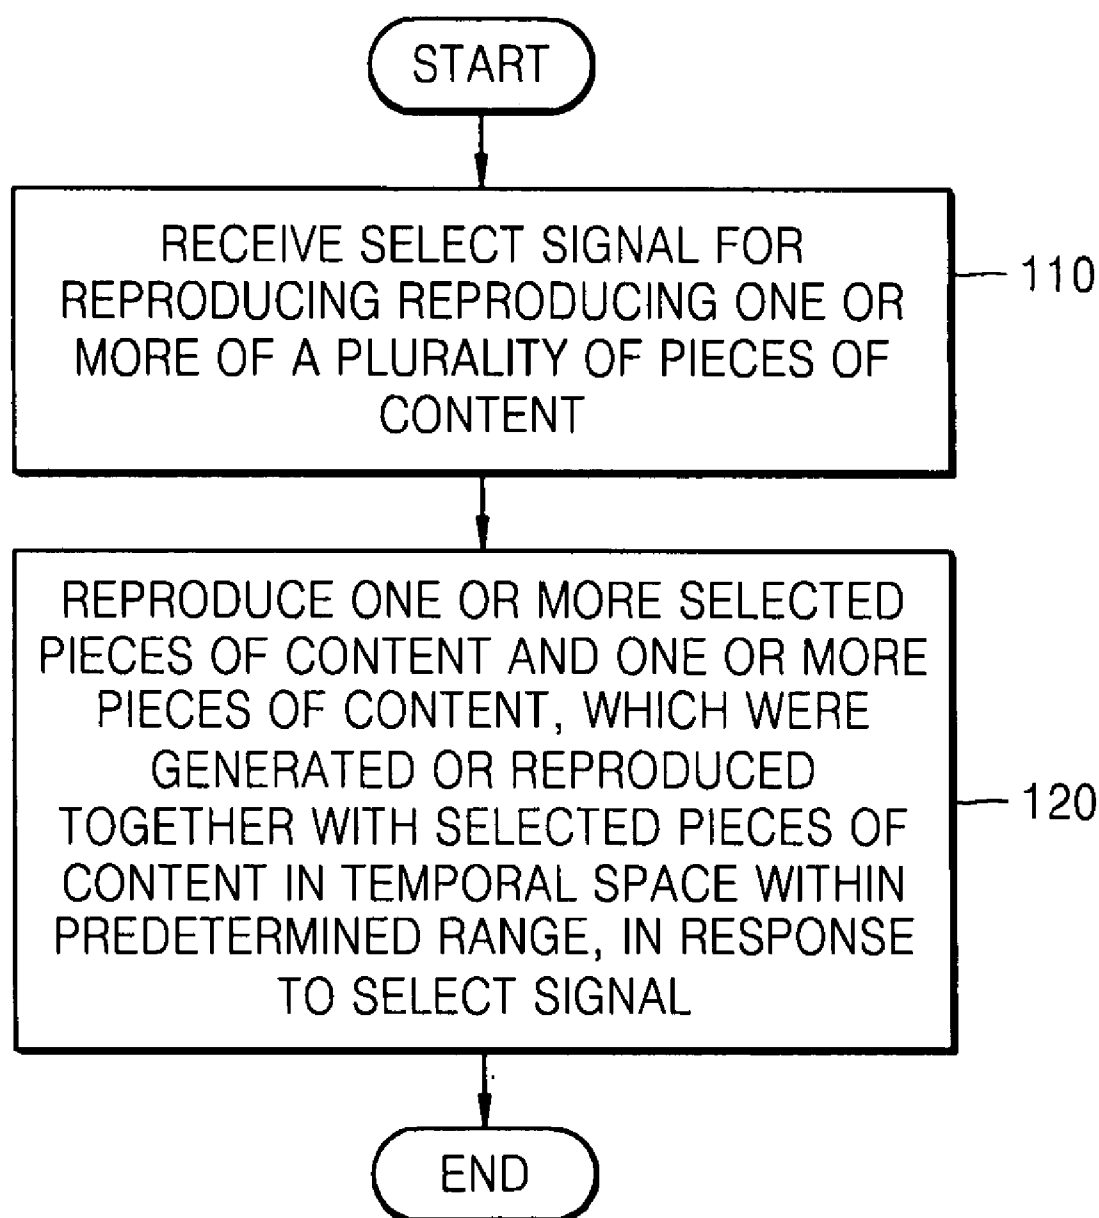 START
RECEIVE SELECT SIGNAL FOR
REPRODUCING REPRODUCING ONE OR
MORE OF A PLURALITY OF PIECES OF
CONTENT
110
REPRODUCE ONE OR MORE SELECTED
PIECES OF CONTENT AND ONE OR MORE
PIECES OF CONTENT, WHICH WERE
GENERATED OR REPRODUCED
TOGETHER WITH SELECTED PIECES OF
CONTENT IN TEMPORAL SPACE WITHIN
PREDETERMINED RANGE, IN RESPONSE
TO SELECT SIGNAL
120
END